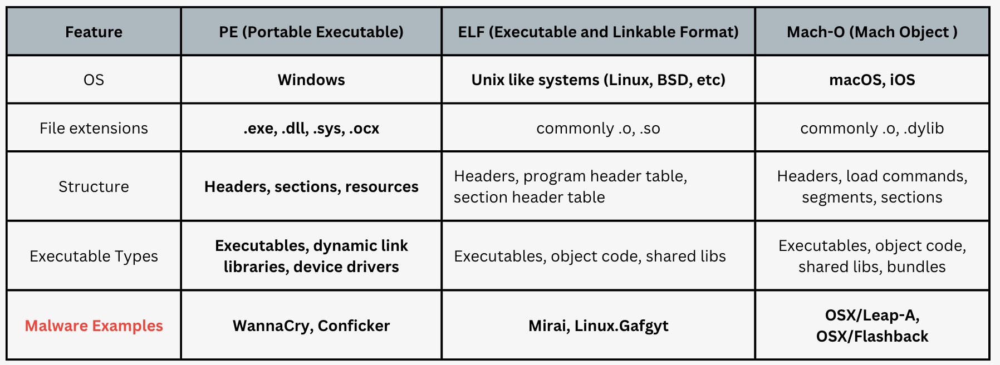 Feature
PE (Portable Executable)
ELF (Executable and Linkable Format)
Mach-O (Mach Object )
OS
Windows
Unix like systems (Linux, BSD, etc)
macOS, iOS
File extensions
.exe, .dll, .sys, .ocx
commonly .o, .so
commonly .o, .dylib
Structure
Headers, sections, resources
Headers, program header table,
section header table
Headers, load commands,
segments, sections
Executable Types
Executables, dynamic link
libraries, device drivers
Executables, object code, shared libs
Executables, object code,
shared libs, bundles
Malware Examples
WannaCry, Conficker
Mirai, Linux.Gafgyt
OSX/Leap-A,
OSX/Flashback